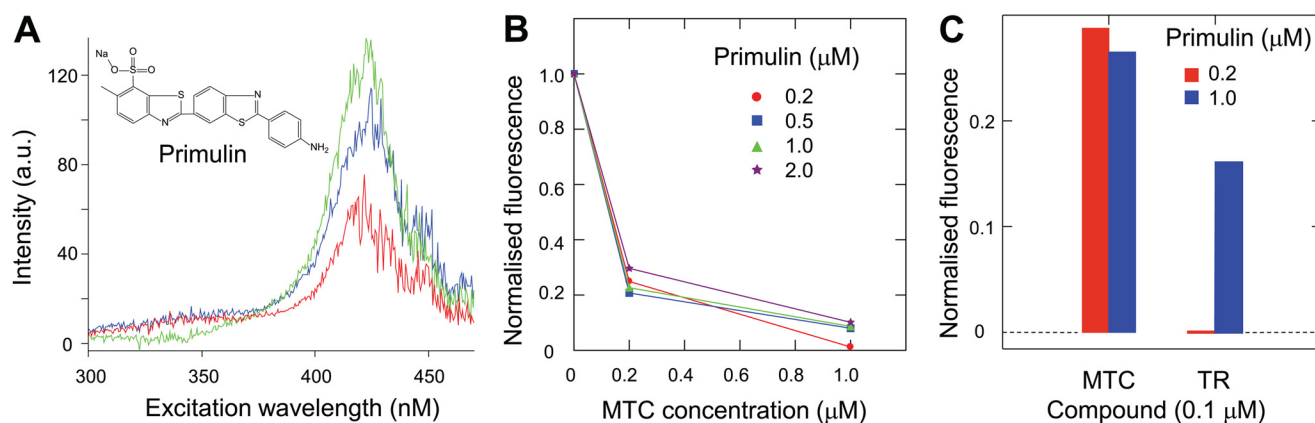 A
Intensity (a.u.)
120
80
40
0
300
350
400
450
Excitation wavelength (nM)
Na
O
O
S
O
S
N
N
S
NH2
Primulin
B
Normalised fluorescence
1.0
0.8
0.6
0.4
0.2
0
0
0.2
0.4
0.6
0.8
1.0
MTC concentration (μM)
Primulin (μM)
0.2
0.5
1.0
2.0
C
Normalised fluorescence
0.2
0.1
0
Primulin (μM)
0.2
1.0
MTC TR
Compound (0.1 μM)